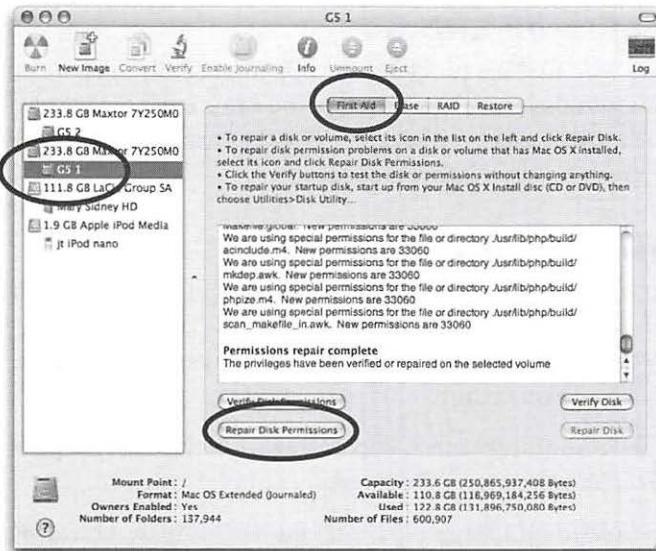 G5 1
Burn New Image Convert Verify Enable Journaling Info Unmount Eject Log
233.8 GB Maxtor 7Y250M0
G5 2
233.8 GB Maxtor 7Y250M0
G5 1
111.8 GB LaCie Group SA
Mary Sidney HD
1.9 GB Apple iPod Media
jt iPod nano
First Aid Erase RAID Restore
• To repair a disk or volume, select its icon in the list on the left and click Repair Disk.
• To repair disk permission problems on a disk or volume that has Mac OS X installed,
select its icon and click Repair Disk Permissions.
• Click the Verify buttons to test the disk or permissions without changing anything.
• To repair your startup disk, start up from your Mac OS X Install disc (CD or DVD), then
choose Utilities>Disk Utility...
Makefile.global. New permissions are 33060
We are using special permissions for the file or directory ./usr/lib/php/build/
acinclude.m4. New permissions are 33060
We are using special permissions for the file or directory ./usr/lib/php/build/
mkdep.awk. New permissions are 33060
We are using special permissions for the file or directory ./usr/lib/php/build/
phpize.m4. New permissions are 33060
We are using special permissions for the file or directory ./usr/lib/php/build/
scan_makefile_in.awk. New permissions are 33060
Permissions repair complete
The privileges have been verified or repaired on the selected volume
Verify Disk Permissions Verify Disk
Repair Disk Permissions Repair Disk
Mount Point : / Capacity : 233.6 GB (250,865,937,408 Bytes)
Format : Mac OS Extended (Journaled) Available : 110.8 GB (118,969,184,256 Bytes)
Owners Enabled : Yes Used : 122.8 GB (131,896,750,080 Bytes)
Number of Folders : 137,944 Number of Files : 600,907
?